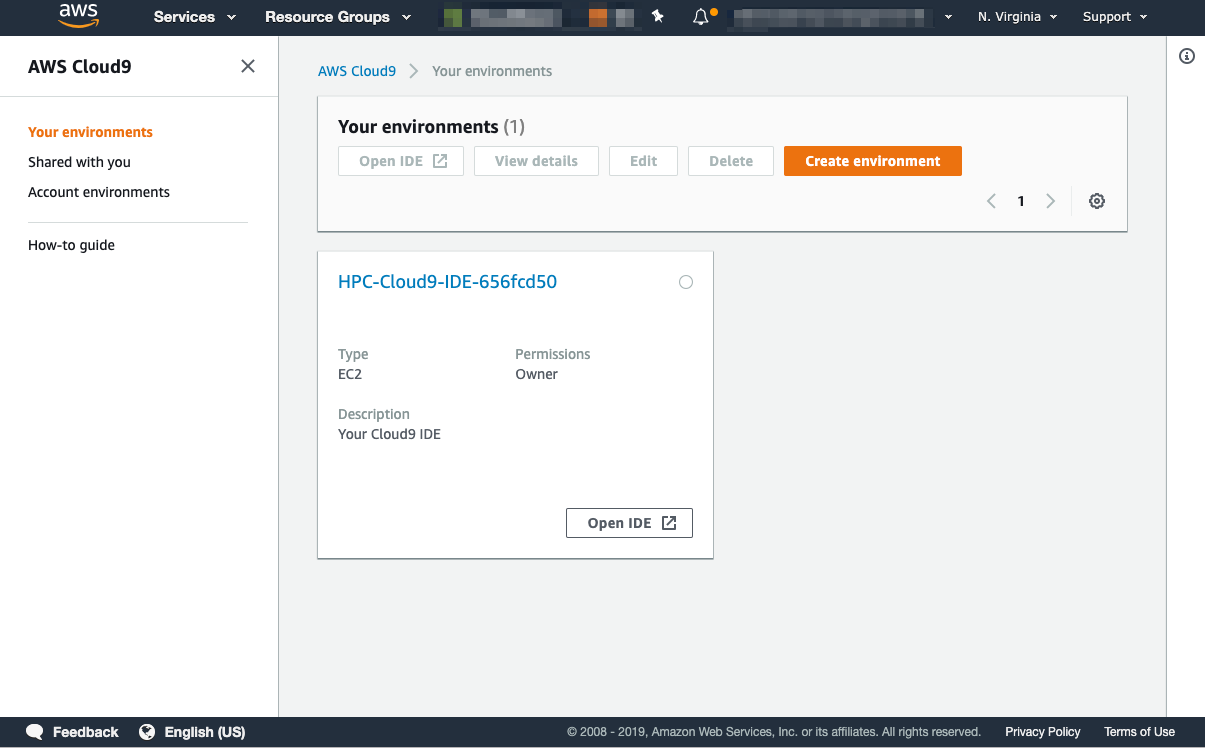 aws Services Resource Groups N. Virginia Support
AWS Cloud9
AWS Cloud9 Your environments
Your environments
Shared with you
Account environments
How-to guide
Your environments (1)
Open IDE View details Edit Delete Create environment
1
HPC-Cloud9-IDE-656fcd50
Type Permissions
EC2 Owner
Description
Your Cloud9 IDE
Open IDE
Feedback English (US) © 2008 - 2019, Amazon Web Services, Inc. or its affiliates. All rights reserved. Privacy Policy Terms of Use